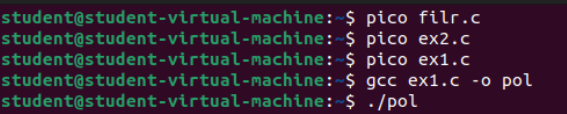 student@student-virtual-machine:~$ pico filr.c
student@student-virtual-machine:~$ pico ex2.c
student@student-virtual-machine:~$ pico ex1.c
student@student-virtual-machine:~$ gcc ex1.c -o pol
student@student-virtual-machine:~$ ./pol